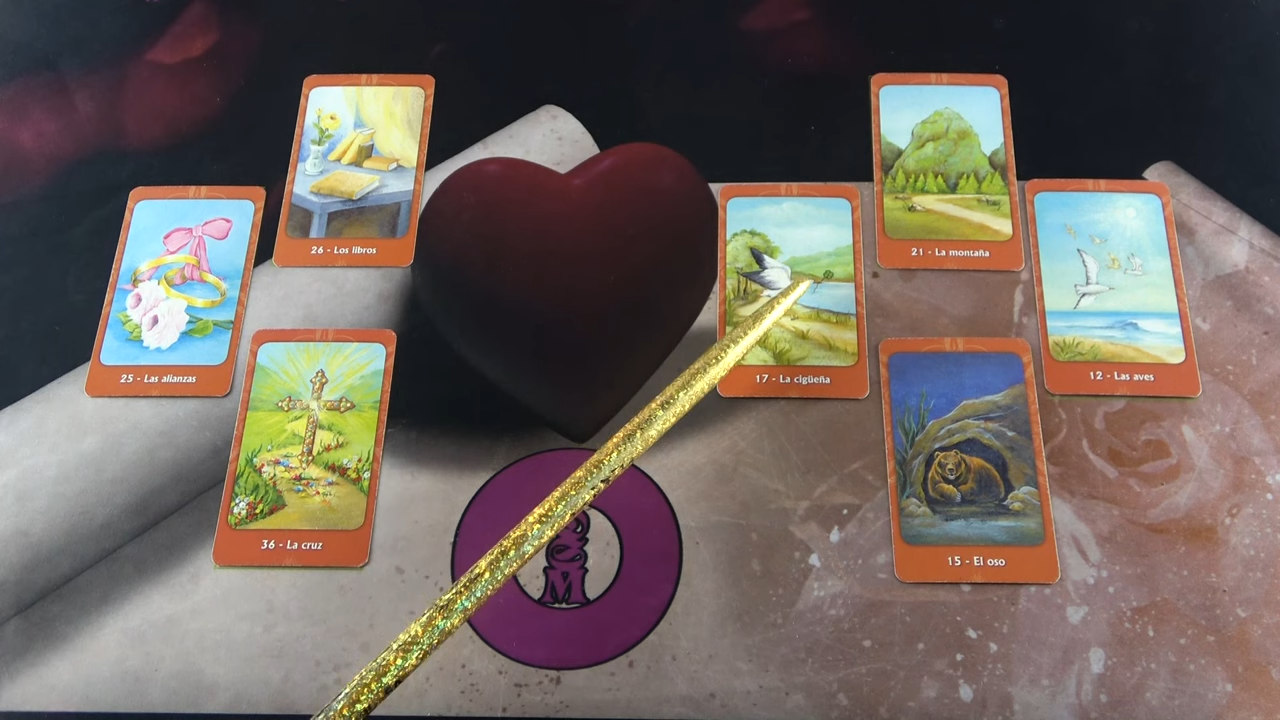 26 - Los libros
21 - La montaña
25 - Las alianzas
17 - La cigüeña
12 - Las aves
36 - La cruz
15 - El oso